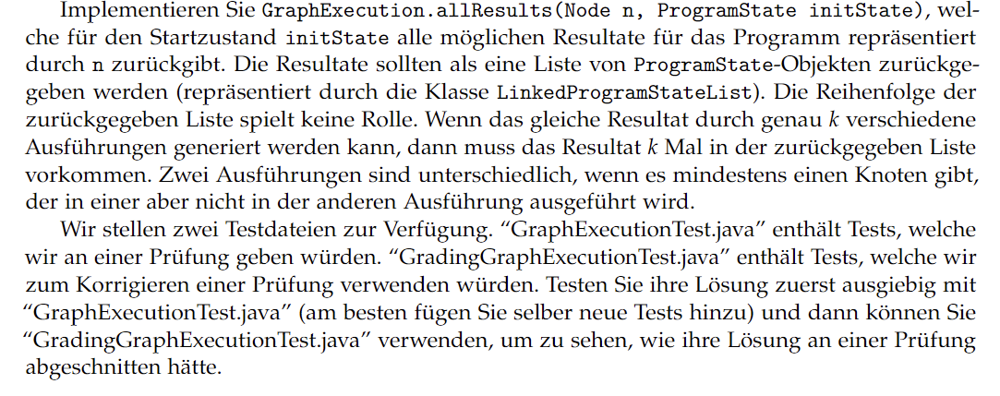 Implementieren Sie GraphExecution.allResults(Node n, ProgramState initState), wel-
che für den Startzustand initState alle möglichen Resultate für das Programm repräsentiert
durch n zurückgibt. Die Resultate sollten als eine Liste von ProgramState-Objekten zurückge-
geben werden (repräsentiert durch die Klasse LinkedProgramStateList). Die Reihenfolge der
zurückgegeben Liste spielt keine Rolle. Wenn das gleiche Resultat durch genau k verschiedene
Ausführungen generiert werden kann, dann muss das Resultat k Mal in der zurückgegeben Liste
vorkommen. Zwei Ausführungen sind unterschiedlich, wenn es mindestens einen Knoten gibt,
der in einer aber nicht in der anderen Ausführung ausgeführt wird.
Wir stellen zwei Testdateien zur Verfügung. “GraphExecutionTest.java” enthält Tests, welche
wir an einer Prüfung geben würden. “GradingGraphExecutionTest.java” enthält Tests, welche wir
zum Korrigieren einer Prüfung verwenden würden. Testen Sie ihre Lösung zuerst ausgiebig mit
“GraphExecutionTest.java” (am besten fügen Sie selber neue Tests hinzu) und dann können Sie
“GradingGraphExecutionTest.java” verwenden, um zu sehen, wie ihre Lösung an einer Prüfung
abgeschnitten hätte.